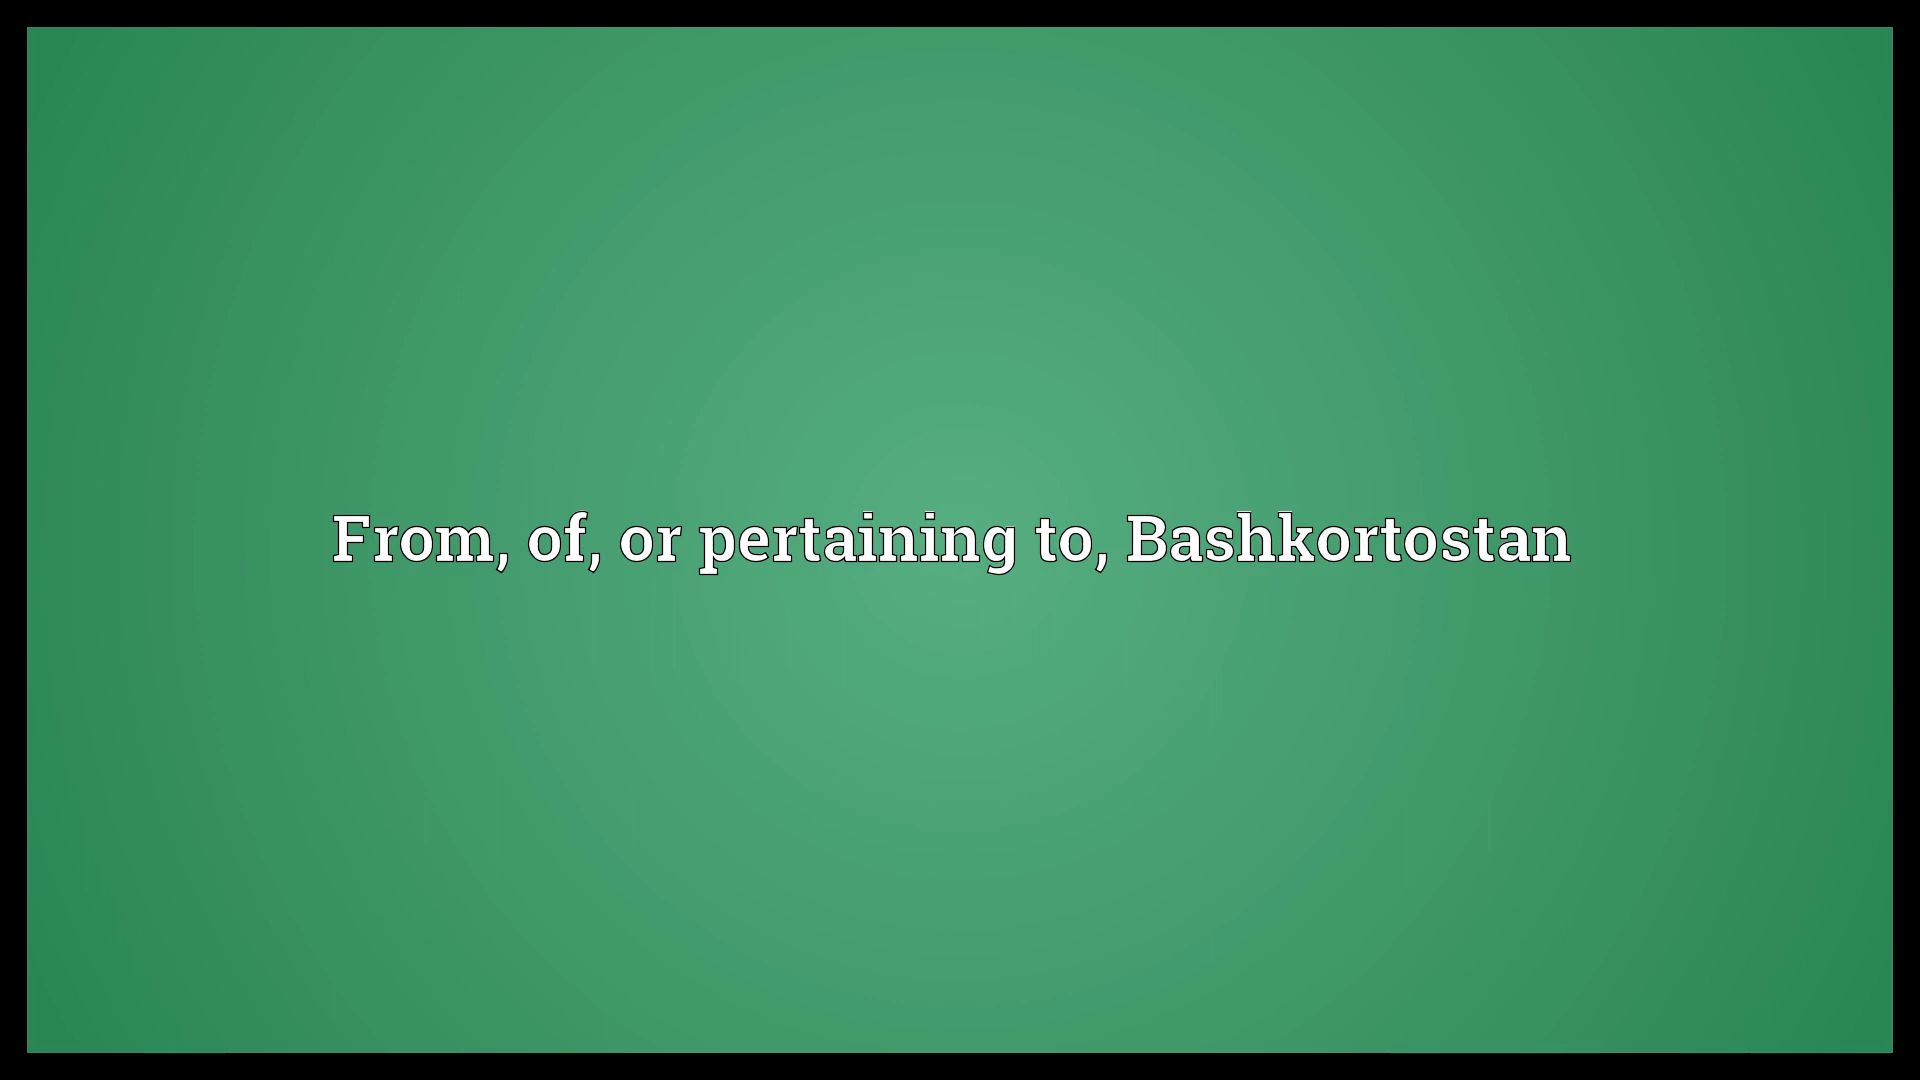 From, of, or pertaining to, Bashkortostan